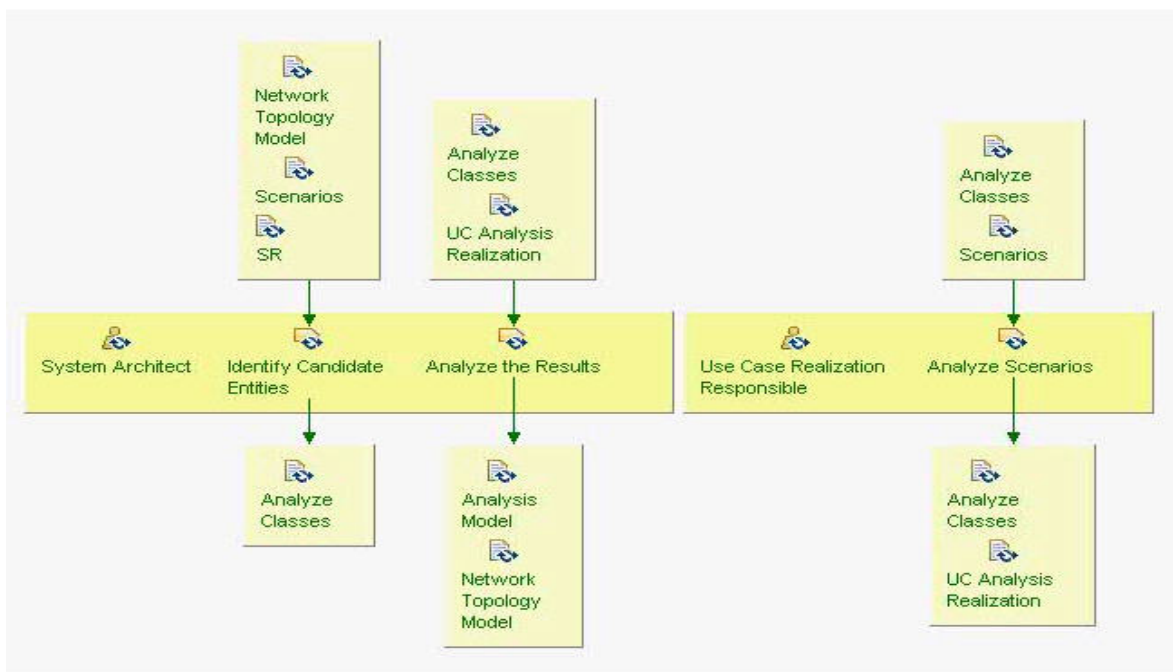 Network
Topology
Model
Scenarios
SR
Analyze
Classes
UC Analysis
Realization
Analyze
Classes
Scenarios
System Architect
Identify Candidate
Entities
Analyze the Results
Use Case Realization
Responsible
Analyze Scenarios
Analyze
Classes
Analysis
Model
Network
Topology
Model
Analyze
Classes
UC Analysis
Realization